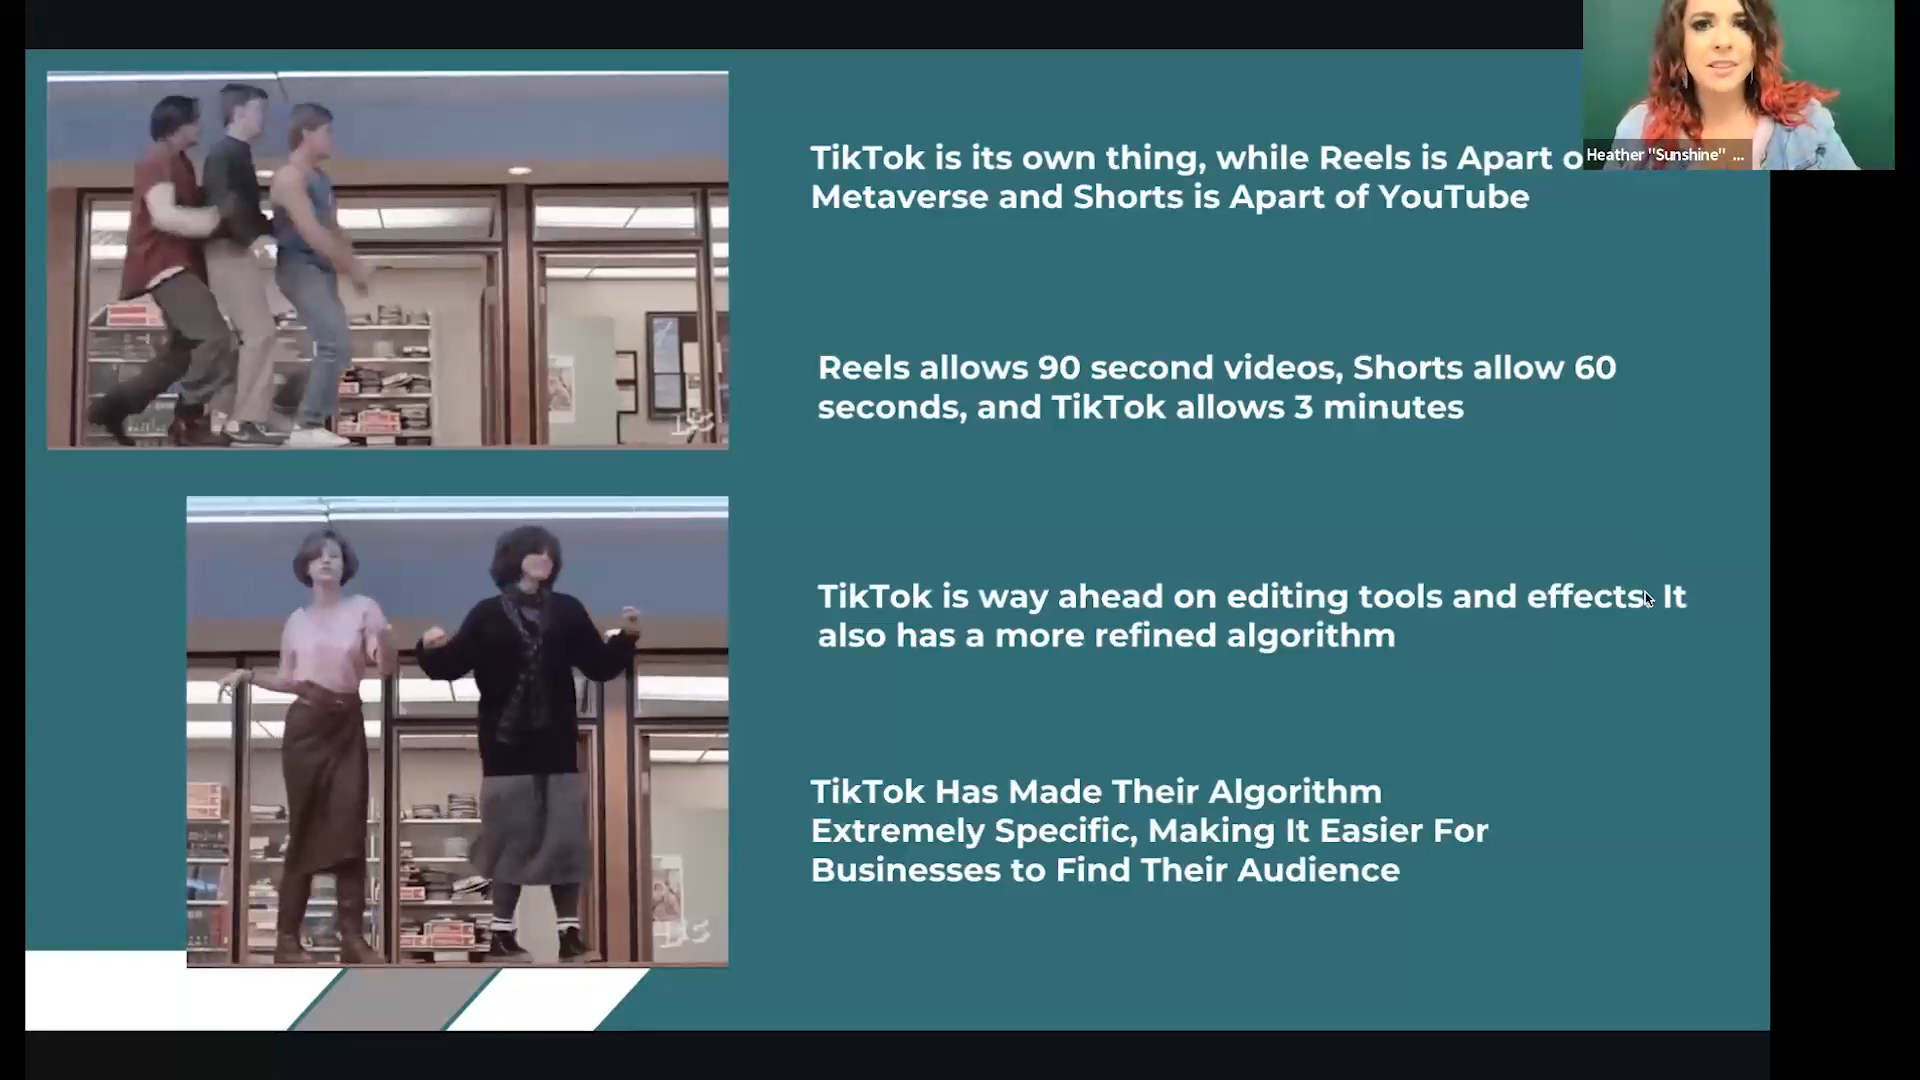 TikTok is its own thing, while Reels is Apart o
Metaverse and Shorts is Apart of YouTube
Heather "Sunshine" ...
Reels allows 90 second videos, Shorts allow 60
seconds, and TikTok allows 3 minutes
TikTok is way ahead on editing tools and effects. It
also has a more refined algorithm
TikTok Has Made Their Algorithm
Extremely Specific, Making It Easier For
Businesses to Find Their Audience